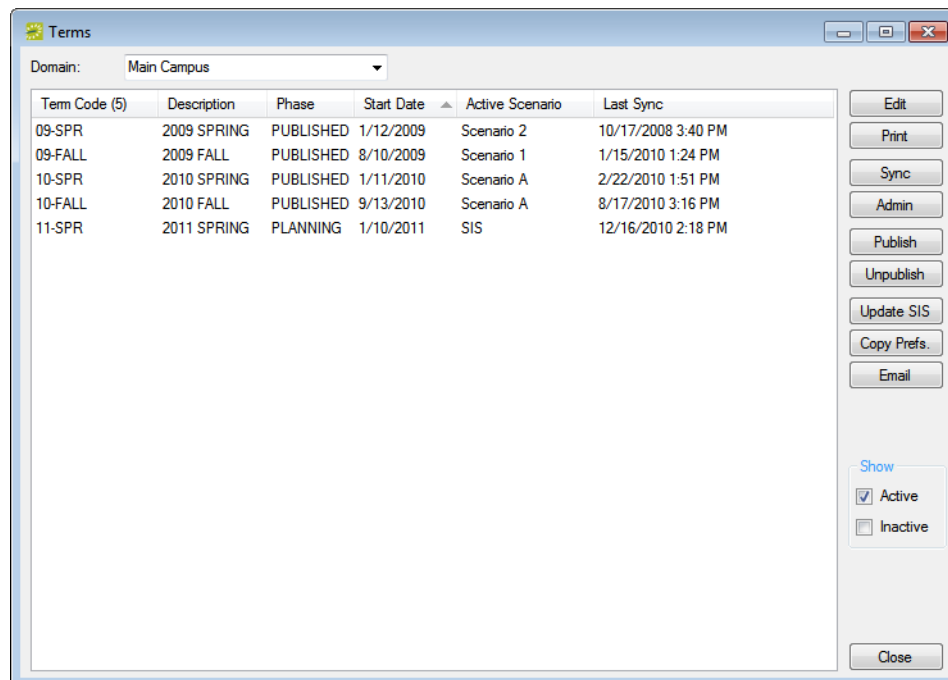 Terms
Domain: Main Campus
Term Code (5) Description Phase Start Date Active Scenario Last Sync
09-SPR 2009 SPRING PUBLISHED 1/12/2009 Scenario 2 10/17/2008 3:40 PM
09-FALL 2009 FALL PUBLISHED 8/10/2009 Scenario 1 1/15/2010 1:24 PM
10-SPR 2010 SPRING PUBLISHED 1/11/2010 Scenario A 2/22/2010 1:51 PM
10-FALL 2010 FALL PUBLISHED 9/13/2010 Scenario A 8/17/2010 3:16 PM
11-SPR 2011 SPRING PLANNING 1/10/2011 SIS 12/16/2010 2:18 PM
Edit
Print
Sync
Admin
Publish
Unpublish
Update SIS
Copy Prefs.
Email
Show
Active
Inactive
Close